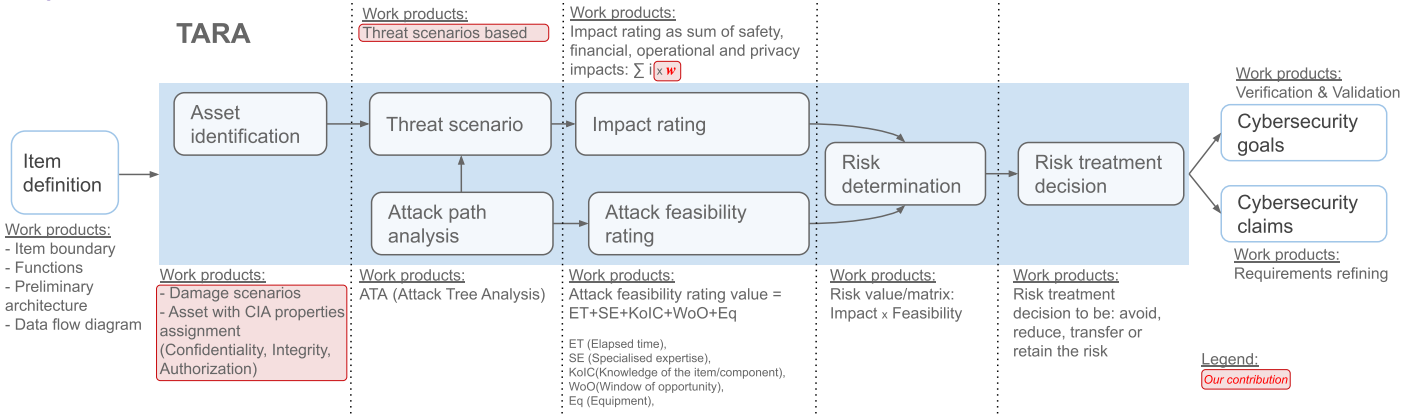 TARA
Work products:
Threat scenarios based
Work products:
Impact rating as sum of safety,
financial, operational and privacy
impacts: ∑ i x w
Item
definition
Work products:
- Item boundary
- Functions
- Preliminary
architecture
- Data flow diagram
Asset
identification
Threat scenario
Impact rating
Attack path
analysis
Attack feasibility
rating
Risk
determination
Risk treatment
decision
Work products:
Verification & Validation
Cybersecurity
goals
Cybersecurity
claims
Work products:
Requirements refining
Work products:
- Damage scenarios
- Asset with CIA properties
assignment
(Confidentiality, Integrity,
Authorization)
Work products:
ATA (Attack Tree Analysis)
Work products:
Attack feasibility rating value =
ET+SE+KoIC+WoO+Eq
ET (Elapsed time),
SE (Specialised expertise),
KoIC(Knowledge of the item/component),
WoO(Window of opportunity),
Eq (Equipment),
Work products:
Risk value/matrix:
Impact x Feasibility
Work products:
Risk treatment
decision to be: avoid,
reduce, transfer or
retain the risk
Legend:
Our contribution